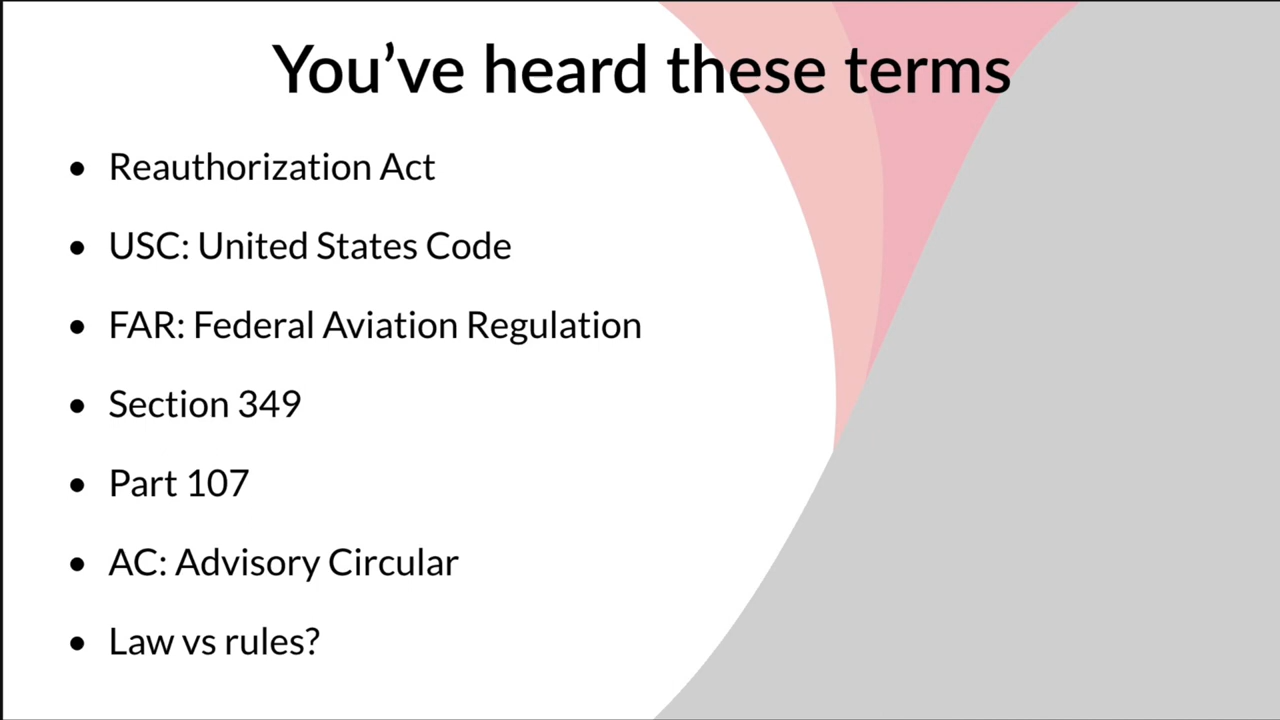 You’ve heard these terms
• Reauthorization Act
• USC: United States Code
• FAR: Federal Aviation Regulation
• Section 349
• Part 107
• AC: Advisory Circular
• Law vs rules?